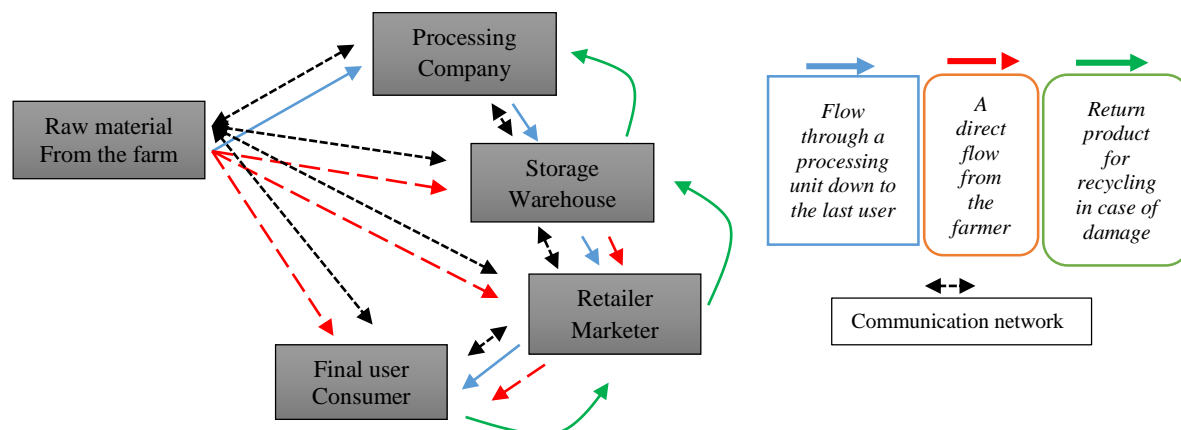 Processing
Company
Raw material
From the farm
Storage
Warehouse
Retailer
Marketer
Final user
Consumer
Flow
through a
processing
unit down to
the last user
A
direct
flow
from
the
farmer
Return
product
for
recycling
in case of
damage
Communication network